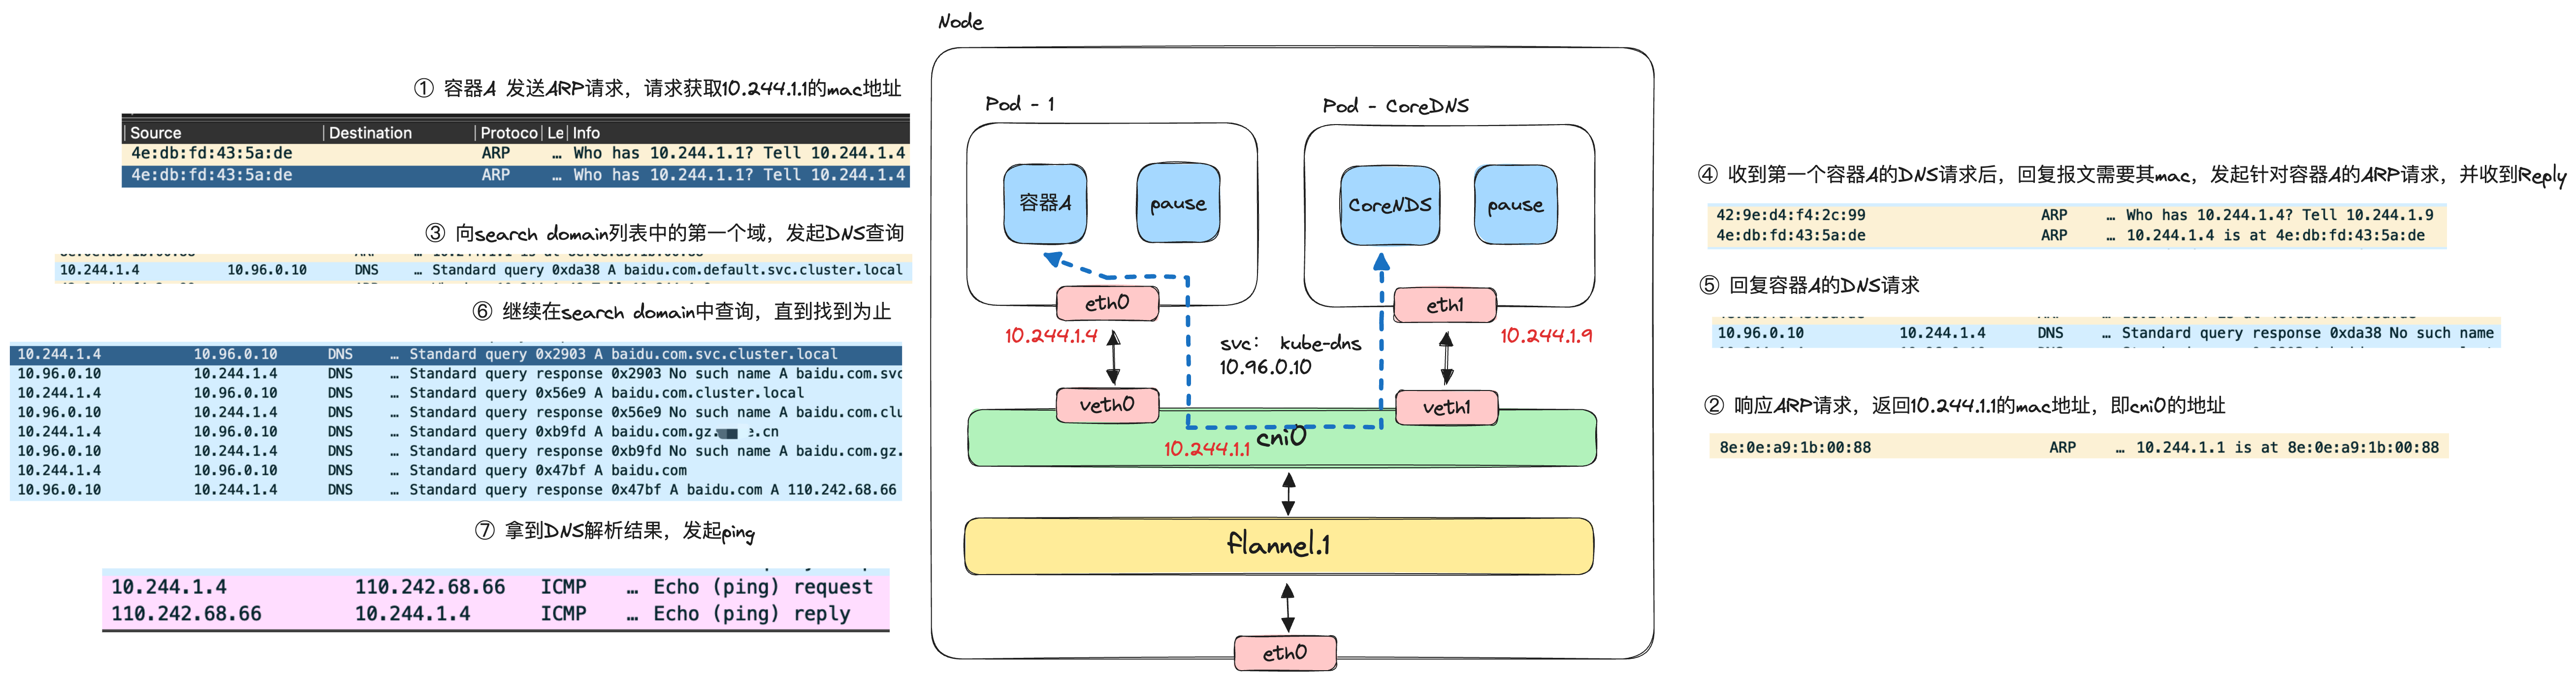 Node
① 容器A 发送ARP请求，请求获取10.244.1.1的mac地址
Source Destination Protoco Le Info
4e:db:fd:43:5a:de ARP … Who has 10.244.1.1? Tell 10.244.1.4
4e:db:fd:43:5a:de ARP … Who has 10.244.1.1? Tell 10.244.1.4
③ 向search domain列表中的第一个域，发起DNS查询
10.244.1.4 10.96.0.10 DNS … Standard query 0xda38 A baidu.com.default.svc.cluster.local
⑥ 继续在search domain中查询，直到找到为止
10.244.1.4 10.96.0.10 DNS … Standard query 0x2903 A baidu.com.svc.cluster.local
10.96.0.10 10.244.1.4 DNS … Standard query response 0x2903 No such name A baidu.com.svc
10.244.1.4 10.96.0.10 DNS … Standard query 0x56e9 A baidu.com.cluster.local
10.96.0.10 10.244.1.4 DNS … Standard query response 0x56e9 No such name A baidu.com.clu
10.244.1.4 10.96.0.10 DNS … Standard query 0xb9fd A baidu.com.gz. e.cn
10.96.0.10 10.244.1.4 DNS … Standard query response 0xb9fd No such name A baidu.com.gz.
10.244.1.4 10.96.0.10 DNS … Standard query 0x47bf A baidu.com
10.96.0.10 10.244.1.4 DNS … Standard query response 0x47bf A baidu.com A 110.242.68.66
⑦ 拿到DNS解析结果，发起ping
10.244.1.4 110.242.68.66 ICMP … Echo (ping) request
110.242.68.66 10.244.1.4 ICMP … Echo (ping) reply
Pod - 1
Pod - CoreDNS
容器A
pause
CoreNDS
pause
eth0
eth1
10.244.1.4
10.244.1.9
svc: kube-dns
10.96.0.10
veth0
veth1
cni0
10.244.1.1
flannel.1
eth0
④ 收到第一个容器A的DNS请求后，回复报文需要其mac，发起针对容器A的ARP请求，并收到Reply
42:9e:d4:f4:2c:99 ARP … Who has 10.244.1.4? Tell 10.244.1.9
4e:db:fd:43:5a:de ARP … 10.244.1.4 is at 4e:db:fd:43:5a:de
⑤ 回复容器A的DNS请求
10.96.0.10 10.244.1.4 DNS … Standard query response 0xda38 No such name
② 响应ARP请求，返回10.244.1.1的mac地址，即cni0的地址
8e:0e:a9:1b:00:88 ARP … 10.244.1.1 is at 8e:0e:a9:1b:00:88